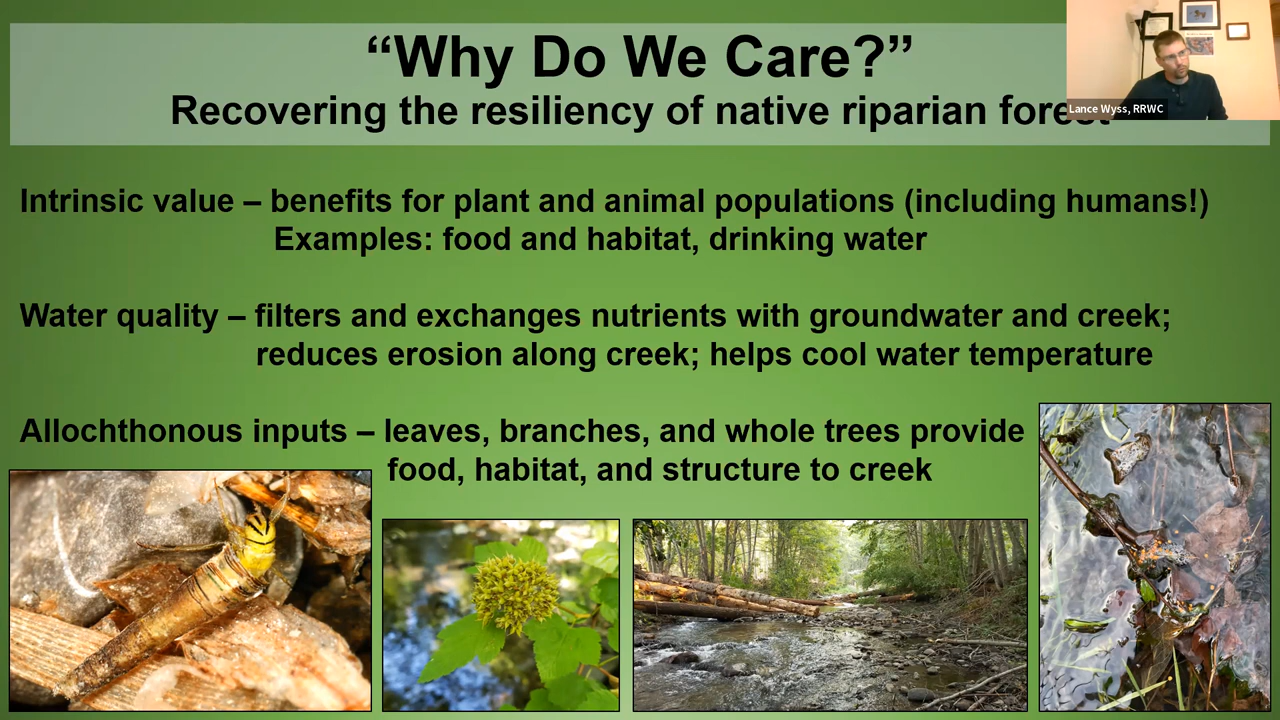 “Why Do We Care?”
Recovering the resiliency of native riparian forest
Lance Wyss, RRWC
Intrinsic value – benefits for plant and animal populations (including humans!)
Examples: food and habitat, drinking water
Water quality – filters and exchanges nutrients with groundwater and creek;
reduces erosion along creek; helps cool water temperature
Allochthonous inputs – leaves, branches, and whole trees provide
food, habitat, and structure to creek